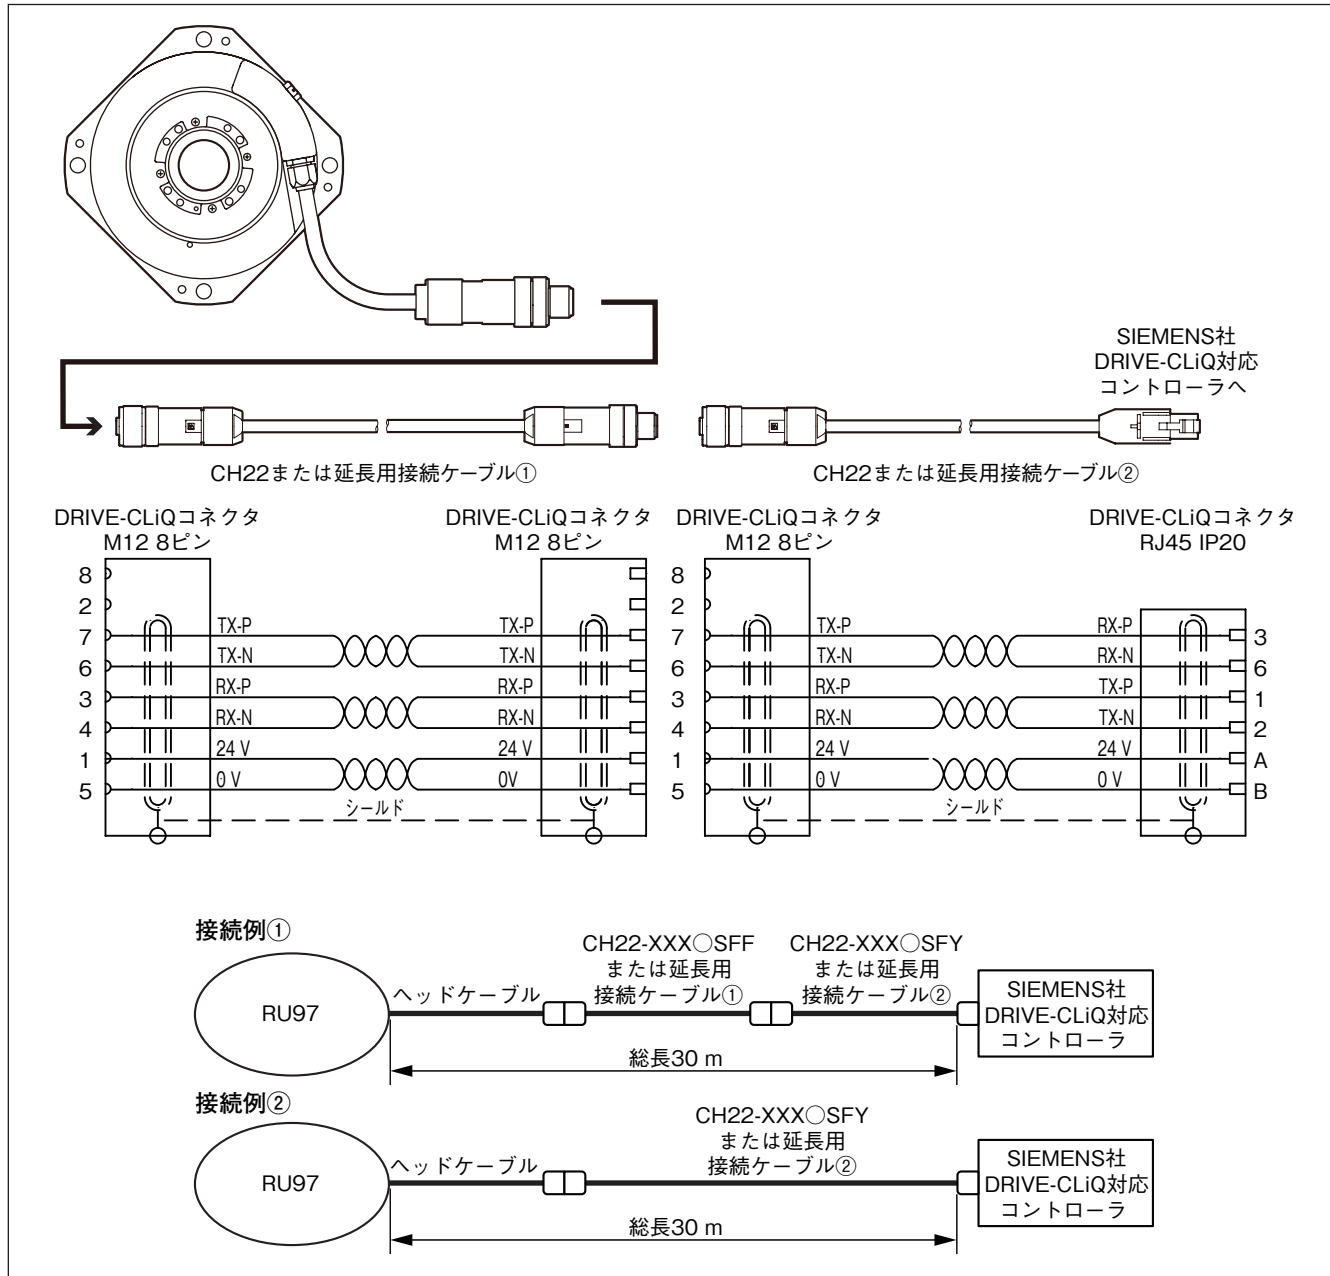 SIEMENS社
DRIVE-CLiQ対応
コントローラへ
CH22または延長用接続ケーブル①
CH22または延長用接続ケーブル②
DRIVE-CLiQコネクタ
M12 8ピン
DRIVE-CLiQコネクタ
M12 8ピン
DRIVE-CLiQコネクタ
M12 8ピン
DRIVE-CLiQコネクタ
RJ45 IP20
8
2
7 TX-P TX-P
6 TX-N TX-N
3 RX-P RX-P
4 RX-N RX-N
1 24 V 24 V
5 0 V 0V
シールド
8
2
7 TX-P RX-P 3
6 TX-N RX-N 6
3 RX-P TX-P 1
4 RX-N TX-N 2
1 24 V 24 V A
5 0 V 0 V B
シールド
接続例①
RU97
ヘッドケーブル
CH22-XXX○SFF
または延長用
接続ケーブル①
CH22-XXX○SFY
または延長用
接続ケーブル②
SIEMENS社
DRIVE-CLiQ対応
コントローラ
総長30 m
接続例②
RU97
ヘッドケーブル
CH22-XXX○SFY
または延長用
接続ケーブル②
SIEMENS社
DRIVE-CLiQ対応
コントローラ
総長30 m